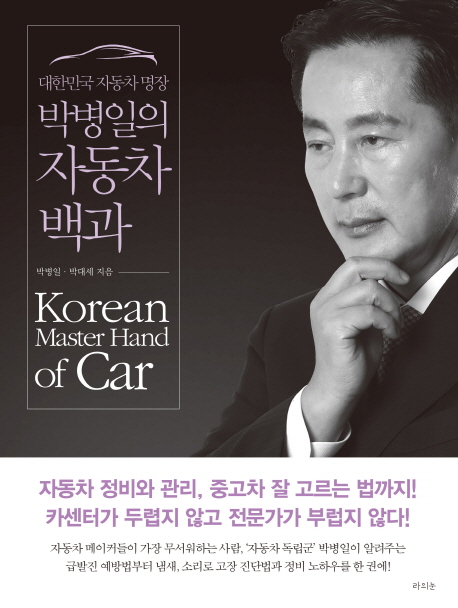 대한민국 자동차 명장
박병일의
자동차
백과
박병일 · 박대세 지음
Korean
Master Hand
of Car
자동차 정비와 관리, 중고차 잘 고르는 법까지!
카센터가 두렵지 않고 전문가가 부럽지 않다!
자동차 메이커들이 가장 무서워하는 사람, ‘자동차 독립군’ 박병일이 알려주는
급발진 예방법부터 냄새, 소리로 고장 진단법과 정비 노하우를 한 권에!
라의눈